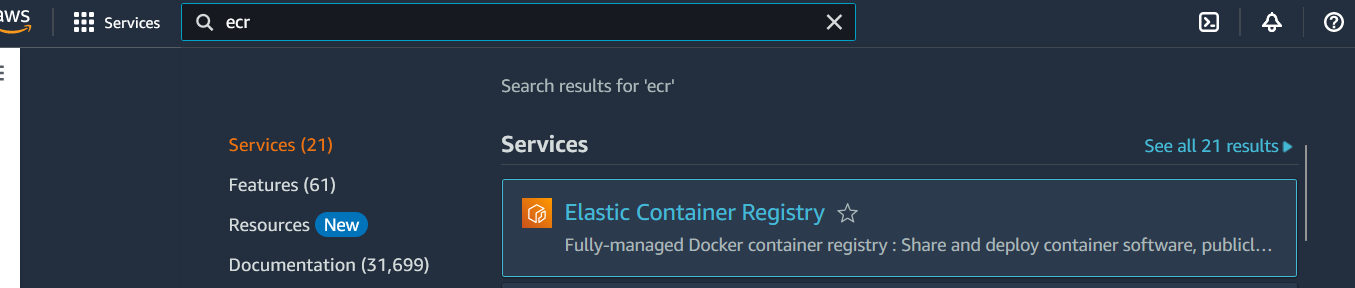 aws
Services
ecr
Search results for 'ecr'
Services (21)
Features (61)
Resources New
Documentation (31,699)
Services
See all 21 results
Elastic Container Registry
Fully-managed Docker container registry : Share and deploy container software, publicl...